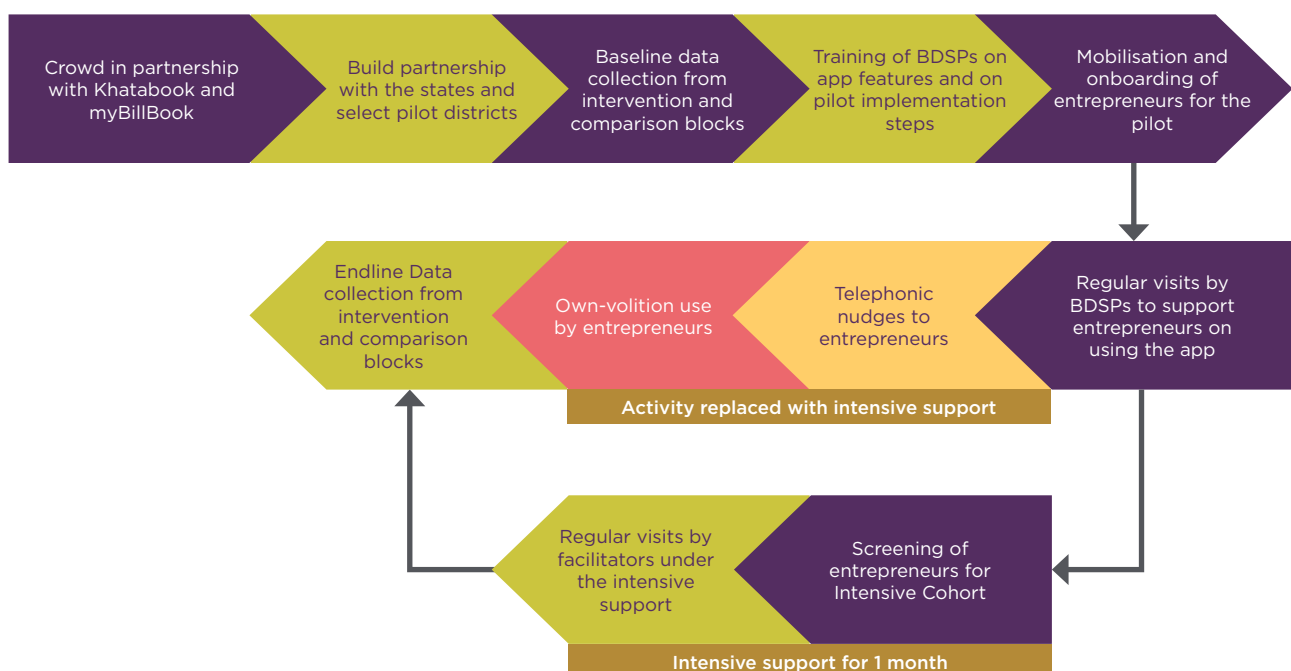 Crowd in partnership
with Khatabook and
myBillBook
Build partnership
with the states and
select pilot districts
Baseline data
collection from
intervention and
comparison blocks
Training of BDSPs on
app features and on
pilot implementation
steps
Mobilisation and
onboarding of
entrepreneurs for the
pilot
Endline Data
collection from
intervention
and comparison
blocks
Own-volition use
by entrepreneurs
Telephonic
nudges to
entrepreneurs
Regular visits by
BDSPs to support
entrepreneurs on
using the app
Activity replaced with intensive support
Regular visits by
facilitators under
the intensive
support
Screening of
entrepreneurs for
Intensive Cohort
Intensive support for 1 month